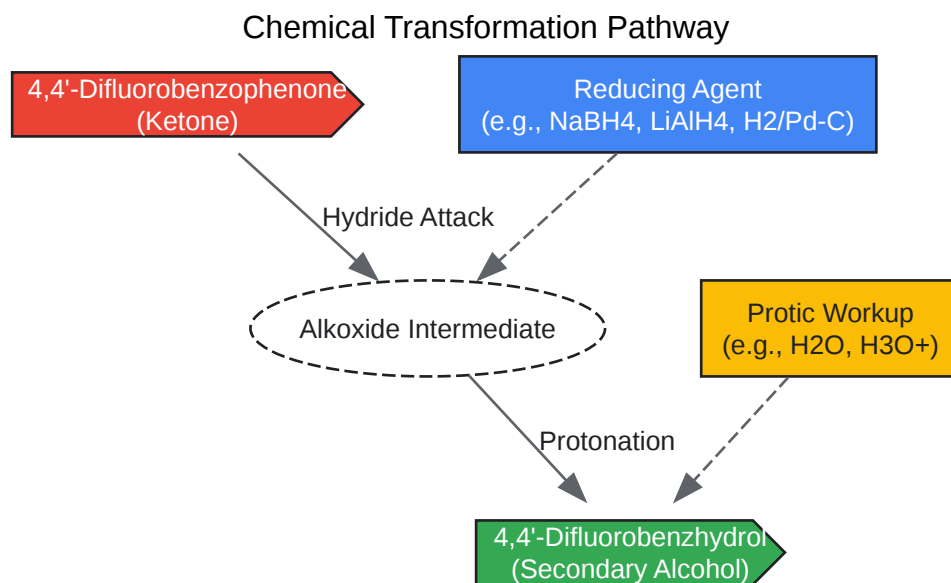 Chemical Transformation Pathway
4,4'-Difluorobenzophenone
(Ketone)
Reducing Agent
(e.g., NaBH4, LiAlH4, H2/Pd-C)
Hydride Attack
Alkoxide Intermediate
Protic Workup
(e.g., H2O, H3O+)
Protonation
4,4'-Difluorobenzhydrol
(Secondary Alcohol)